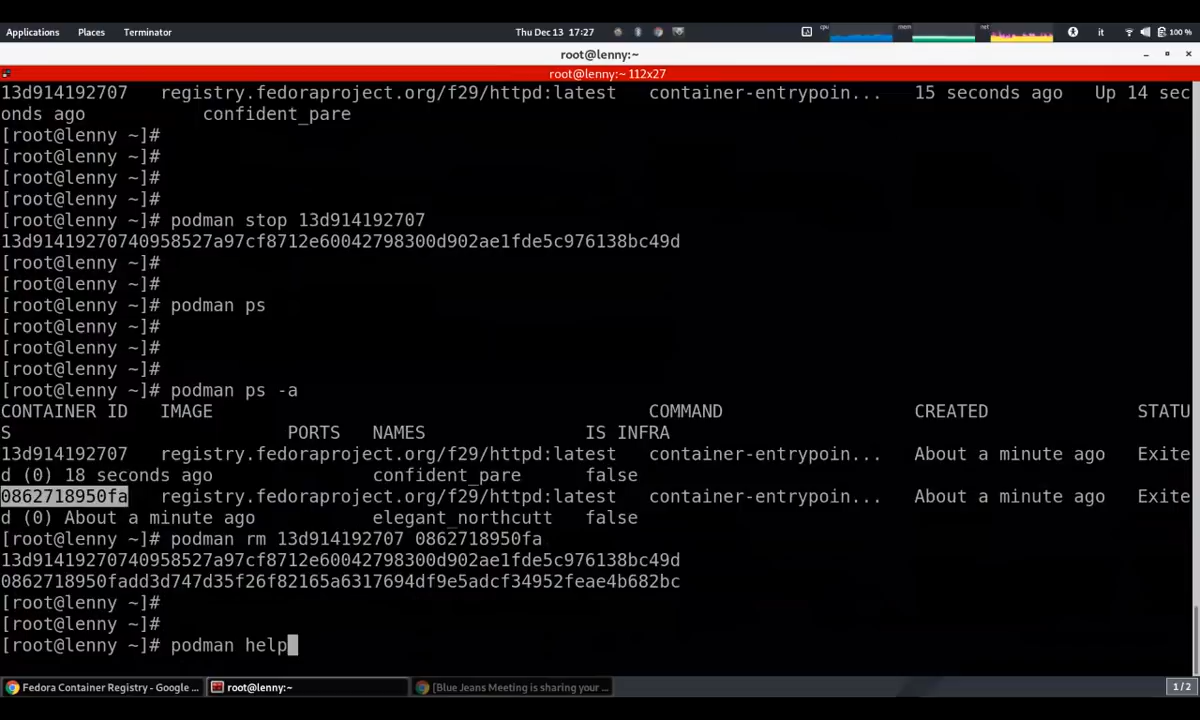 Applications Places Terminator Thu Dec 13 17:27 cpu mem net it 100 %
root@lenny:~
root@lenny:~ 112x27
13d914192707 registry.fedoraproject.org/f29/httpd:latest container-entrypoin... 15 seconds ago Up 14 sec
onds ago confident_pare
[root@lenny ~]#
[root@lenny ~]#
[root@lenny ~]#
[root@lenny ~]#
[root@lenny ~]# podman stop 13d914192707
13d91419270740958527a97cf8712e60042798300d902ae1fde5c976138bc49d
[root@lenny ~]#
[root@lenny ~]#
[root@lenny ~]# podman ps
[root@lenny ~]#
[root@lenny ~]#
[root@lenny ~]#
[root@lenny ~]# podman ps -a
CONTAINER ID IMAGE COMMAND CREATED STATU
S PORTS NAMES IS INFRA
13d914192707 registry.fedoraproject.org/f29/httpd:latest container-entrypoin... About a minute ago Exite
d (0) 18 seconds ago confident_pare false
0862718950fa registry.fedoraproject.org/f29/httpd:latest container-entrypoin... About a minute ago Exite
d (0) About a minute ago elegant_northcutt false
[root@lenny ~]# podman rm 13d914192707 0862718950fa
13d91419270740958527a97cf8712e60042798300d902ae1fde5c976138bc49d
0862718950fadd3d747d35f26f82165a6317694df9e5adcf34952feae4b682bc
[root@lenny ~]#
[root@lenny ~]#
[root@lenny ~]# podman help
Fedora Container Registry - Google ... root@lenny:~ [Blue Jeans Meeting is sharing your ... 1/2